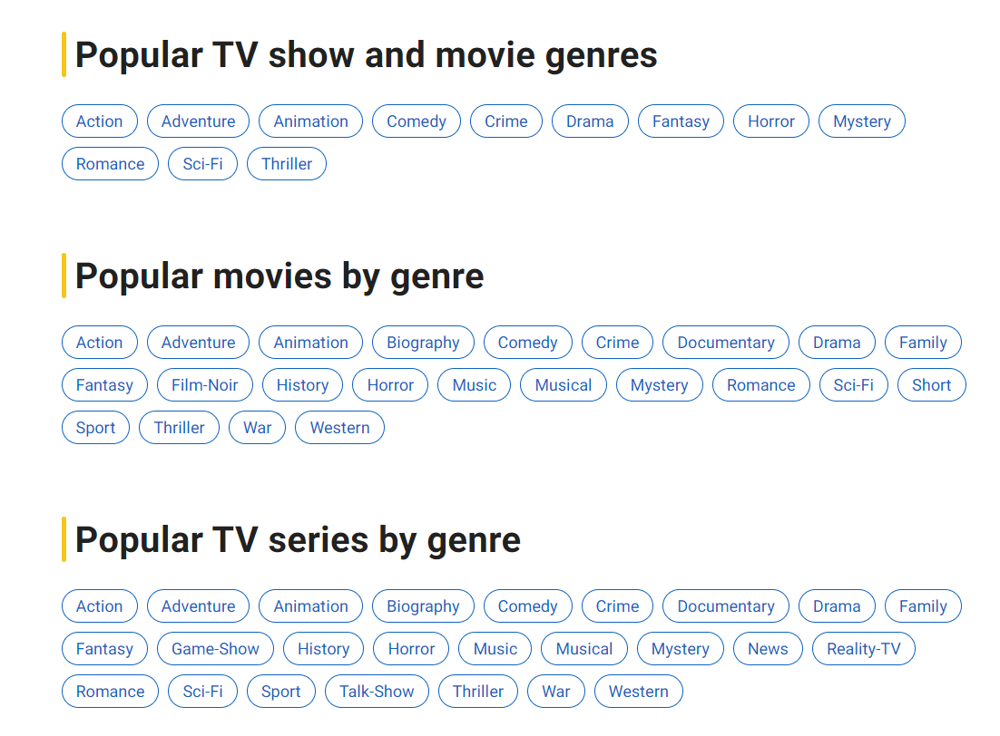 Popular TV show and movie genres
Action Adventure Animation Comedy Crime Drama Fantasy Horror Mystery
Romance Sci-Fi Thriller
Popular movies by genre
Action Adventure Animation Biography Comedy Crime Documentary Drama Family
Fantasy Film-Noir History Horror Music Musical Mystery Romance Sci-Fi Short
Sport Thriller War Western
Popular TV series by genre
Action Adventure Animation Biography Comedy Crime Documentary Drama Family
Fantasy Game-Show History Horror Music Musical Mystery News Reality-TV
Romance Sci-Fi Sport Talk-Show Thriller War Western